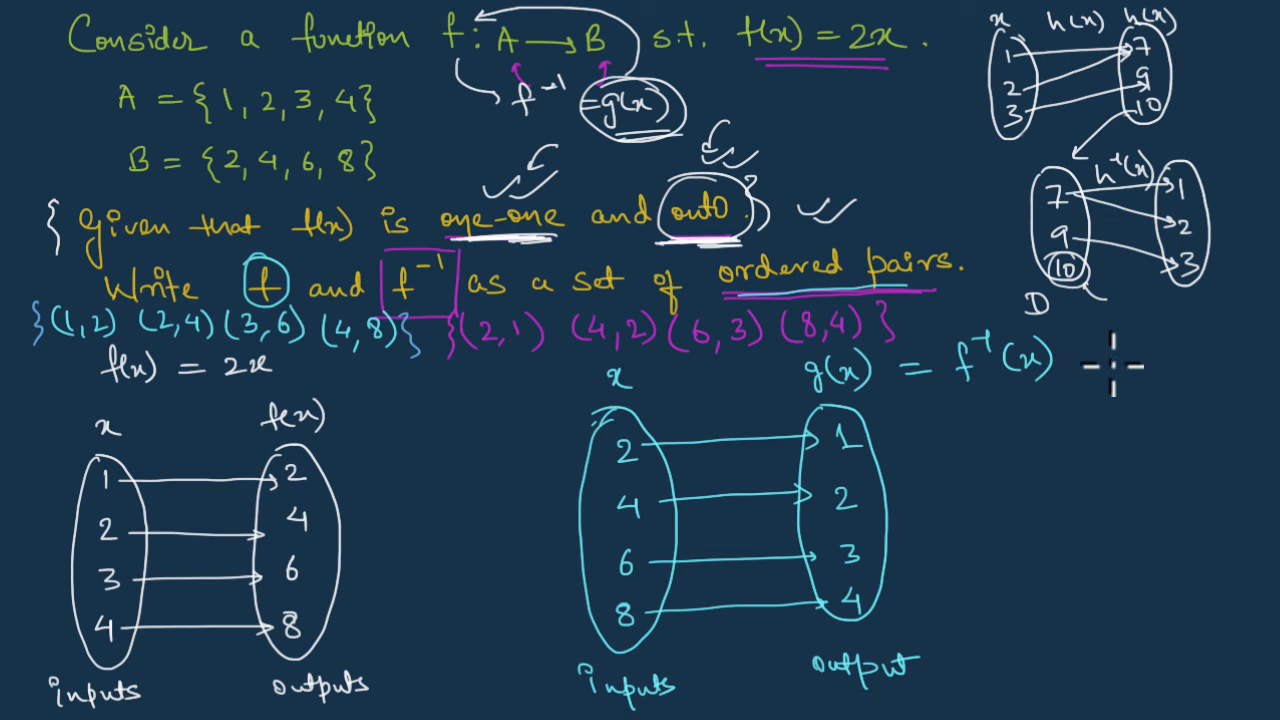 Consider a function f: A → B s.t. f(x) = 2x.
A = {1, 2, 3, 4}
f⁻¹ = g(x)
B = {2, 4, 6, 8}
{ Given that f(x) is one-one and onto. }
Write f and f⁻¹ as a set of ordered pairs.
{(1,2) (2,4) (3,6) (4,8)} {(2,1) (4,2) (6,3) (8,4)}
f(x) = 2x
x f(x)
1 2
2 4
3 6
4 8
inputs outputs
x g(x) = f⁻¹(x)
2 1
4 2
6 3
8 4
inputs output
x h(x) h(x)
1 7
2 9
3 10
h⁻¹(x)
7 1
9 2
10 3
D